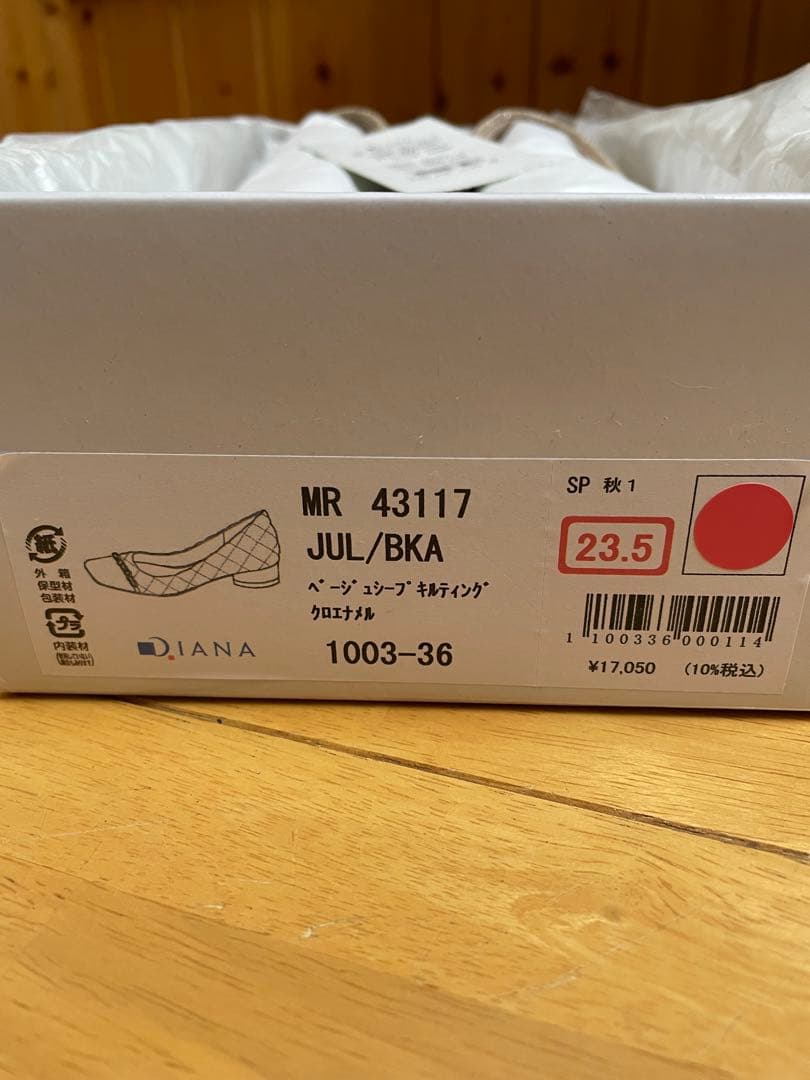 紙
外 箱
保型材
包装材
プラ
内装材
DIANA
MR 43117
JUL/BKA
ﾍﾞｰｼﾞｭｼｰﾌﾟｷﾙﾃｨﾝｸﾞ
ｸﾛｴﾅﾒﾙ
1003-36
SP 秋1
23.5
1 100336 000114
¥17,050 (10%税込)